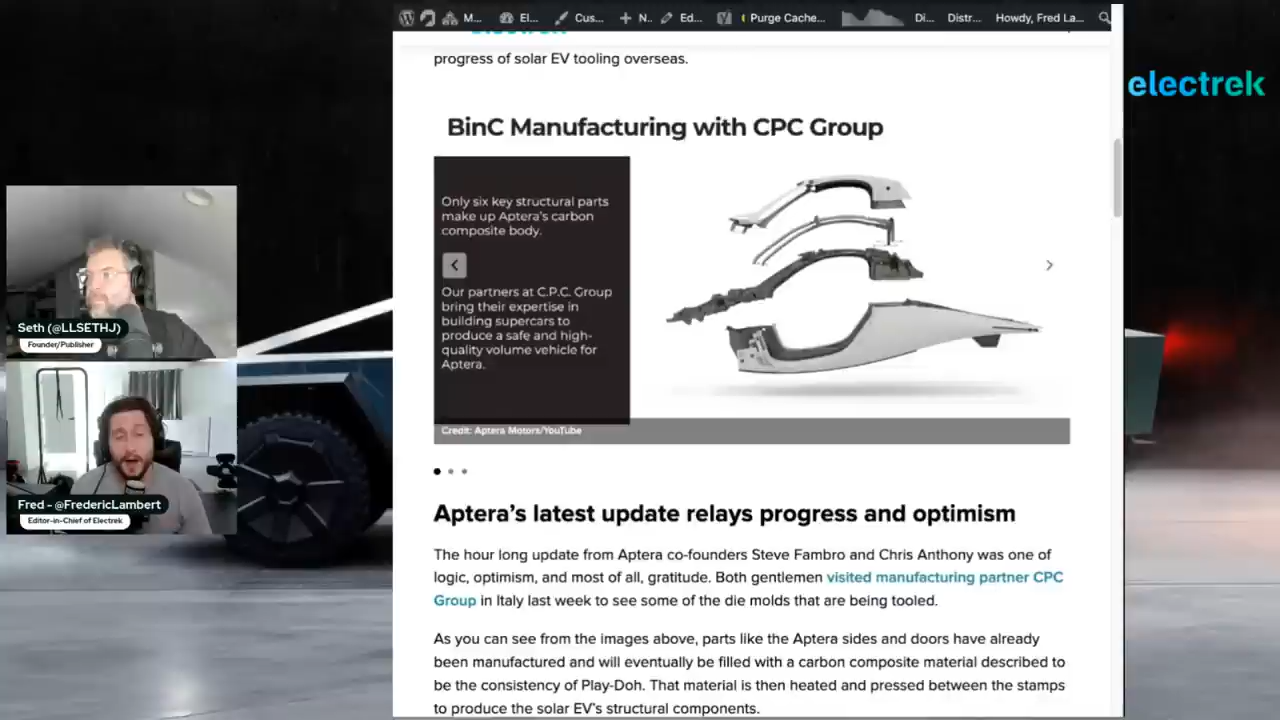 M...
El...
Cus...
N..
Ed...
Purge Cache...
Di...
Distr...
Howdy, Fred La...
electrek
progress of solar EV tooling overseas.
electrek
BinC Manufacturing with CPC Group
Only six key structural parts
make up Aptera's carbon
composite body.
Our partners at C.P.C. Group
bring their expertise in
building supercars to
produce a safe and high-
quality volume vehicle for
Aptera.
Credit: Aptera Motors/YouTube
Seth (@LLSETHJ)
Founder/Publisher
Fred - @FredericLambert
Editor-in-Chief of Electrek
Aptera's latest update relays progress and optimism
The hour long update from Aptera co-founders Steve Fambro and Chris Anthony was one of
logic, optimism, and most of all, gratitude. Both gentlemen visited manufacturing partner CPC
Group in Italy last week to see some of the die molds that are being tooled.
As you can see from the images above, parts like the Aptera sides and doors have already
been manufactured and will eventually be filled with a carbon composite material described to
be the consistency of Play-Doh. That material is then heated and pressed between the stamps
to produce the solar EV's structural components.